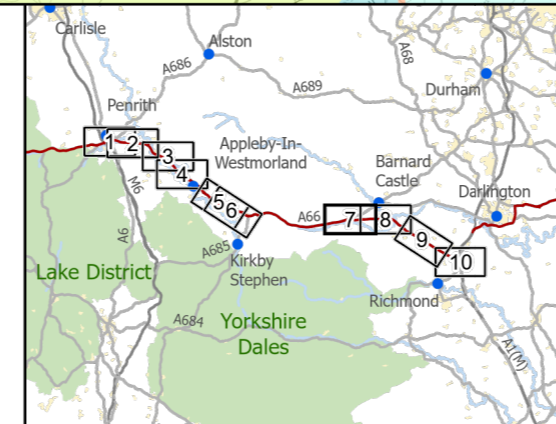 Carlisle
Alston
A686
A689
A68
Durham
Penrith
1
2
3
4
5
6
Appleby-In-
Westmorland
Barnard
Castle
Darlington
A66
7
8
9
10
M6
A6
A685
Kirkby
Stephen
Richmond
Lake District
A684
Yorkshire
Dales
A1(M)